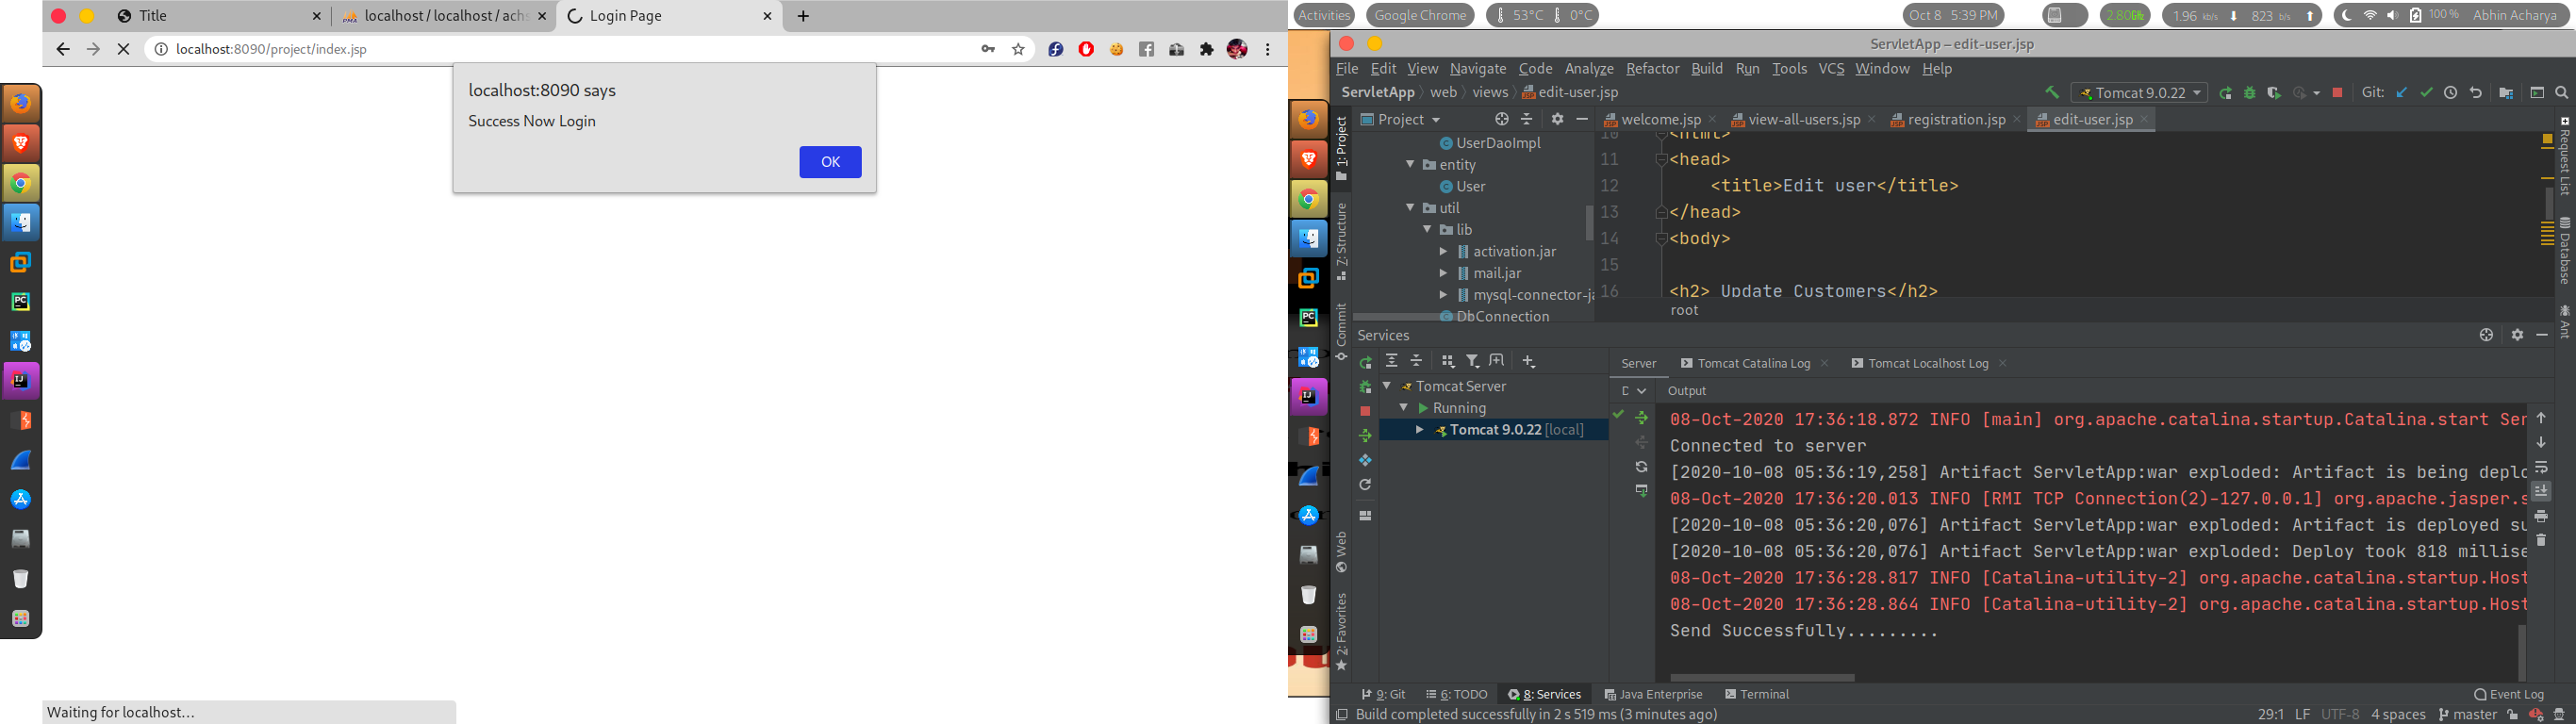 Title
localhost / localhost / achs
Login Page
localhost:8090/project/index.jsp
localhost:8090 says
Success Now Login
OK
Waiting for localhost...
Activities
Google Chrome
53°C 0°C
Oct 8 5:39 PM
2.80
1.96 kb/s 823 b/s
100 %
Abhin Acharya
ServletApp – edit-user.jsp
File Edit View Navigate Code Analyze Refactor Build Run Tools VCS Window Help
ServletApp web views edit-user.jsp
Tomcat 9.0.22
Git:
1: Project
Z: Structure
Commit
Web
2: Favorites
Project
UserDaoImpl
entity
User
util
lib
activation.jar
mail.jar
mysql-connector-ja
DbConnection
welcome.jsp
view-all-users.jsp
registration.jsp
edit-user.jsp
10 <html>
11 <head>
12 <title>Edit user</title>
13 </head>
14 <body>
15
16 <h2> Update Customers</h2>
root
Request List
Database
Ant
Services
Tomcat Server
Running
Tomcat 9.0.22 [local]
Server
Tomcat Catalina Log
Tomcat Localhost Log
Output
08-Oct-2020 17:36:18.872 INFO [main] org.apache.catalina.startup.Catalina.start Ser
Connected to server
[2020-10-08 05:36:19,258] Artifact ServletApp:war exploded: Artifact is being deplo
08-Oct-2020 17:36:20.013 INFO [RMI TCP Connection(2)-127.0.0.1] org.apache.jasper.s
[2020-10-08 05:36:20,076] Artifact ServletApp:war exploded: Artifact is deployed su
[2020-10-08 05:36:20,076] Artifact ServletApp:war exploded: Deploy took 818 millise
08-Oct-2020 17:36:28.817 INFO [Catalina-utility-2] org.apache.catalina.startup.Host
08-Oct-2020 17:36:28.864 INFO [Catalina-utility-2] org.apache.catalina.startup.Host
Send Successfully.........
9: Git
6: TODO
8: Services
Java Enterprise
Terminal
Event Log
Build completed successfully in 2 s 519 ms (3 minutes ago)
29:1 LF UTF-8 4 spaces master